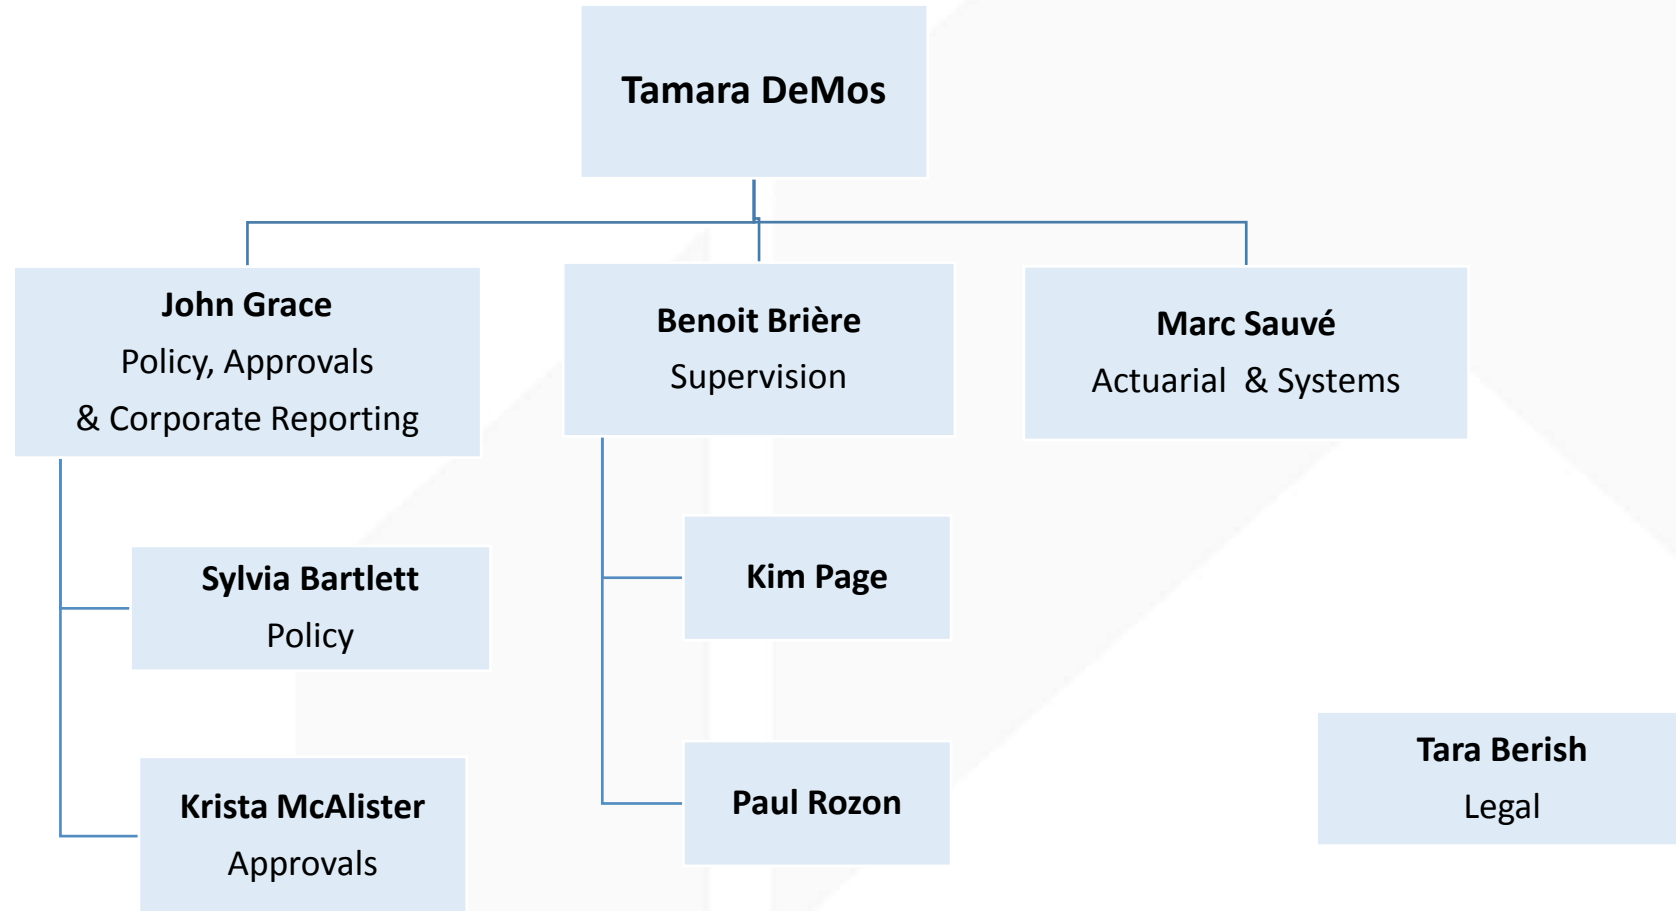 Tamara DeMos
John Grace
Policy, Approvals
& Corporate Reporting
Benoit Brière
Supervision
Marc Sauvé
Actuarial & Systems
Sylvia Bartlett
Policy
Kim Page
Krista McAlister
Approvals
Paul Rozon
Tara Berish
Legal